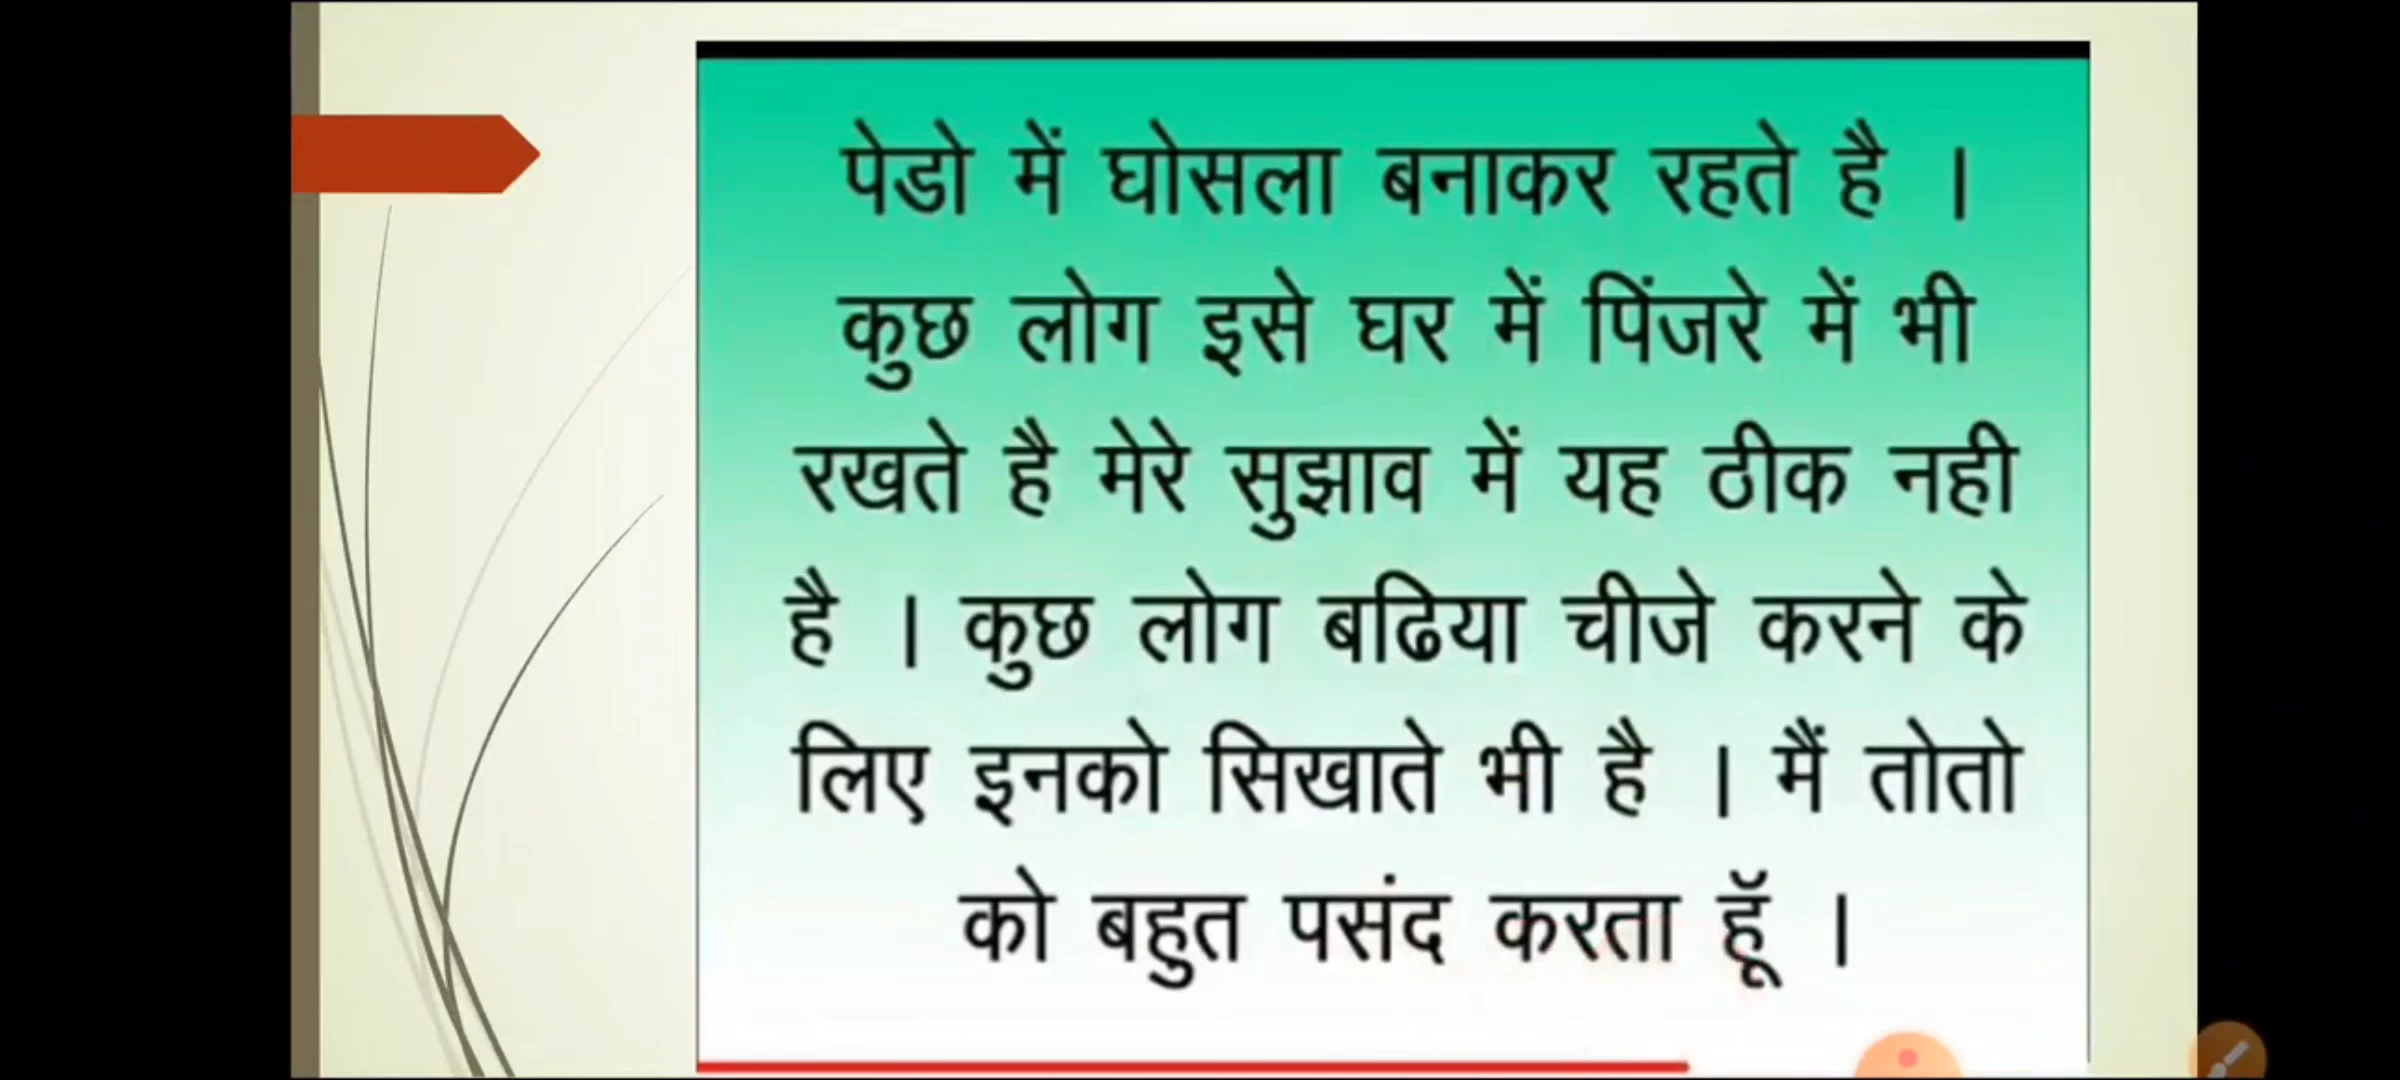 पेडो में घोसला बनाकर रहते है ।
कुछ लोग इसे घर में पिंजरे में भी
रखते है मेरे सुझाव में यह ठीक नही
है । कुछ लोग बढिया चीजे करने के
लिए इनको सिखाते भी है । मैं तोतो
को बहुत पसंद करता हूॅ ।